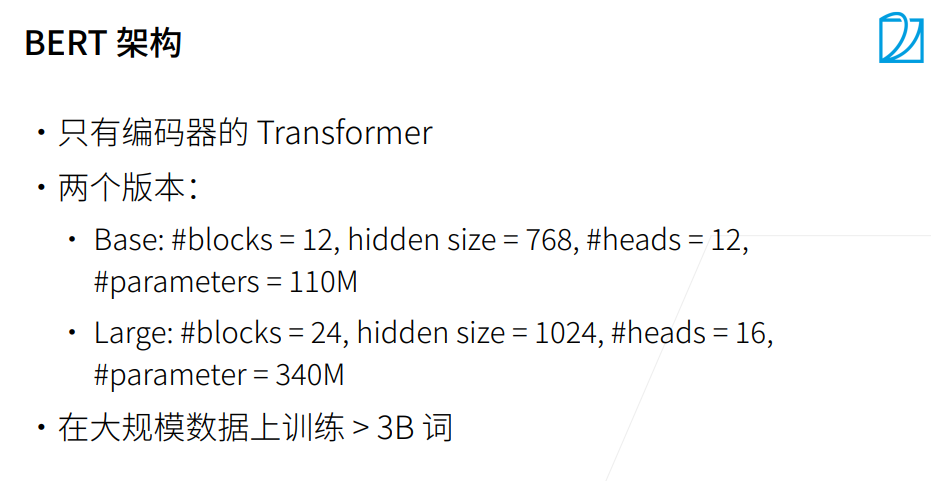 BERT 架构
• 只有编码器的 Transformer
• 两个版本：
• Base: #blocks = 12, hidden size = 768, #heads = 12,
#parameters = 110M
• Large: #blocks = 24, hidden size = 1024, #heads = 16,
#parameter = 340M
• 在大规模数据上训练 > 3B 词